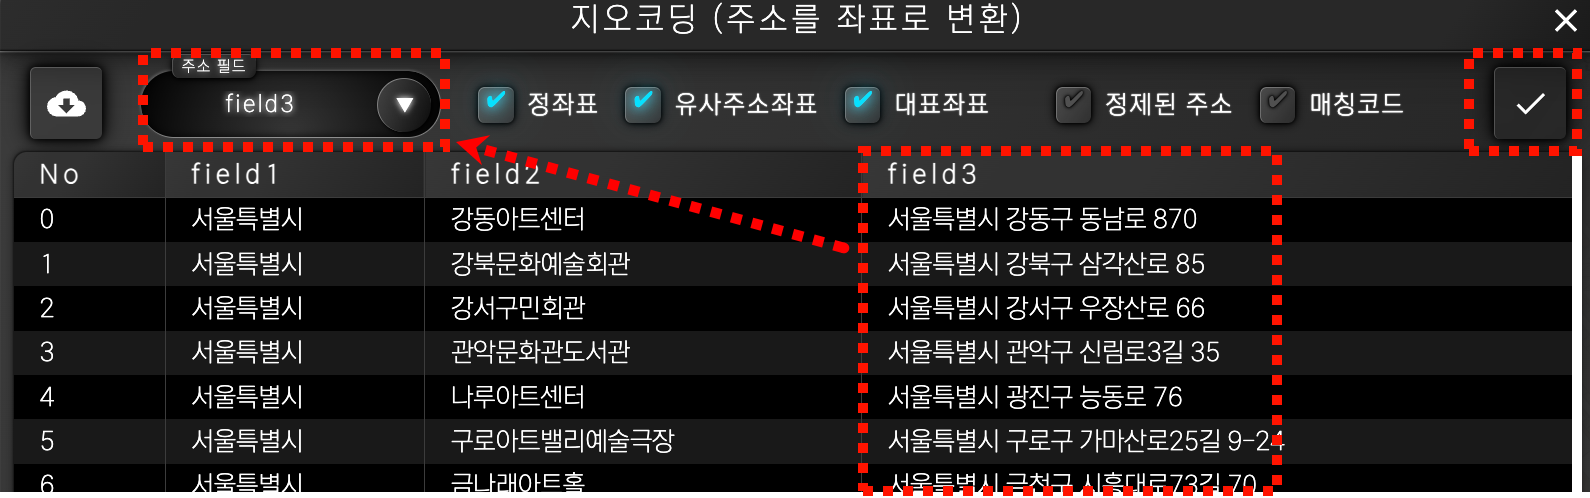 지오코딩 (주소를 좌표로 변환)
주소 필드
field3 정좌표 유사주소좌표 대표좌표 정제된 주소 매칭코드
No field1 field2 field3
0 서울특별시 강동아트센터 서울특별시 강동구 동남로 870
1 서울특별시 강북문화예술회관 서울특별시 강북구 삼각산로 85
2 서울특별시 강서구민회관 서울특별시 강서구 우장산로 66
3 서울특별시 관악문화관도서관 서울특별시 관악구 신림로3길 35
4 서울특별시 나루아트센터 서울특별시 광진구 능동로 76
5 서울특별시 구로아트밸리예술극장 서울특별시 구로구 가마산로25길 9-24
6 서울특별시 금나래아트홀 서울특별시 금천구 시흥대로73길 70